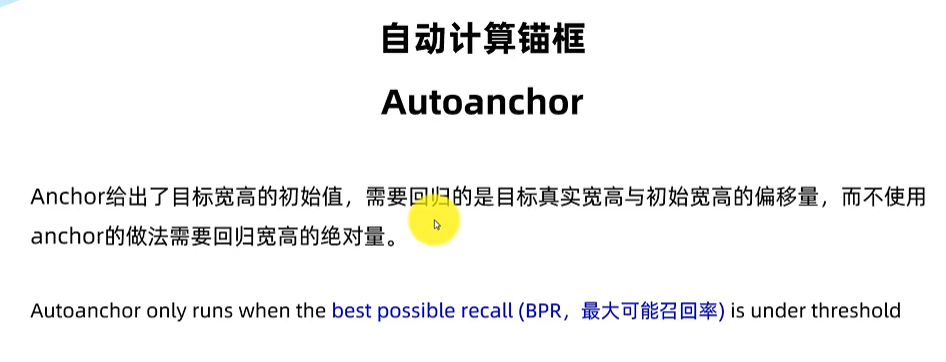 自动计算锚框
Autoanchor
Anchor给出了目标宽高的初始值，需要回归的是目标真实宽高与初始宽高的偏移量，而不使用
anchor的做法需要回归宽高的绝对量。
Autoanchor only runs when the best possible recall (BPR，最大可能召回率) is under threshold